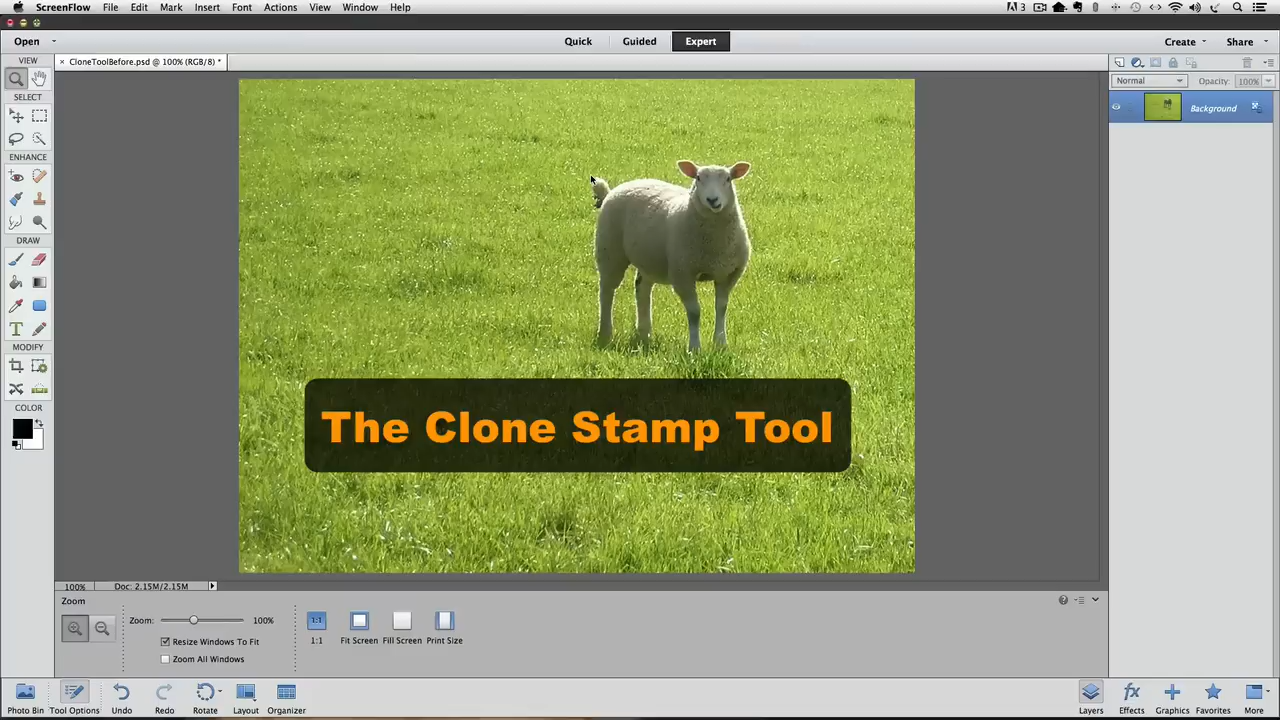 ScreenFlow File Edit Mark Insert Font Actions View Window Help 3
Open Quick Guided Expert Create Share
VIEW × CloneToolBefore.psd @ 100% (RGB/8) *
Normal Opacity: 100%
SELECT
Background
ENHANCE
DRAW
T
MODIFY
COLOR
The Clone Stamp Tool
100% Doc: 2.15M/2.15M
Zoom
Zoom: 100% 1:1
1:1 Fit Screen Fill Screen Print Size
Resize Windows To Fit
Zoom All Windows
Photo Bin Tool Options Undo Redo Rotate Layout Organizer Layers Effects Graphics Favorites More